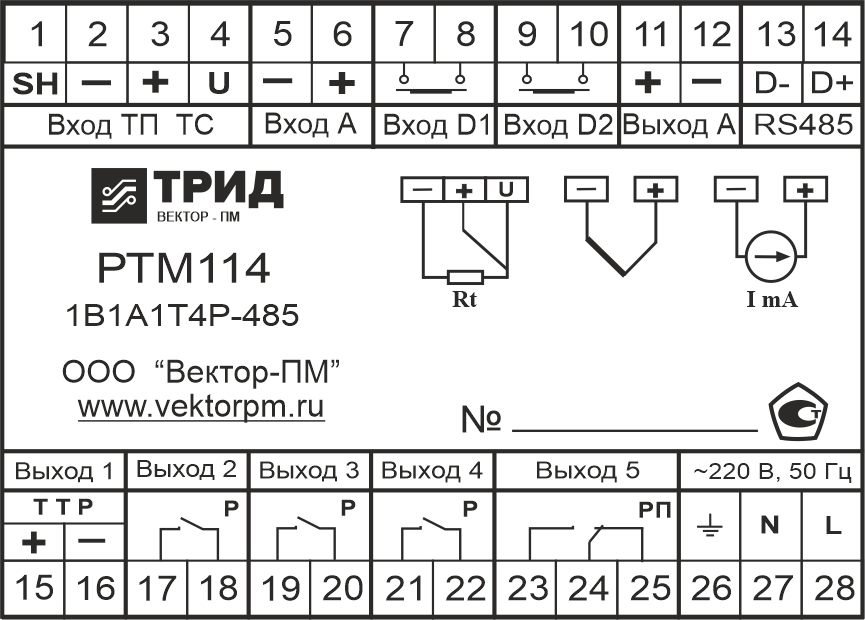 1 2 3 4 5 6 7 8 9 10 11 12 13 14
SH − + U − + + − D- D+
Вход ТП ТС Вход А Вход D1 Вход D2 Выход А RS485
ТРИД
ВЕКТОР - ПМ
− + U − + − +
Rt I mA
РТМ114
1В1А1Т4Р-485
ООО “Вектор-ПМ”
www.vektorpm.ru
№ ____________
Ст
Выход 1 Выход 2 Выход 3 Выход 4 Выход 5 ~220 В, 50 Гц
ТТР Р Р Р РП
+ − N L
15 16 17 18 19 20 21 22 23 24 25 26 27 28